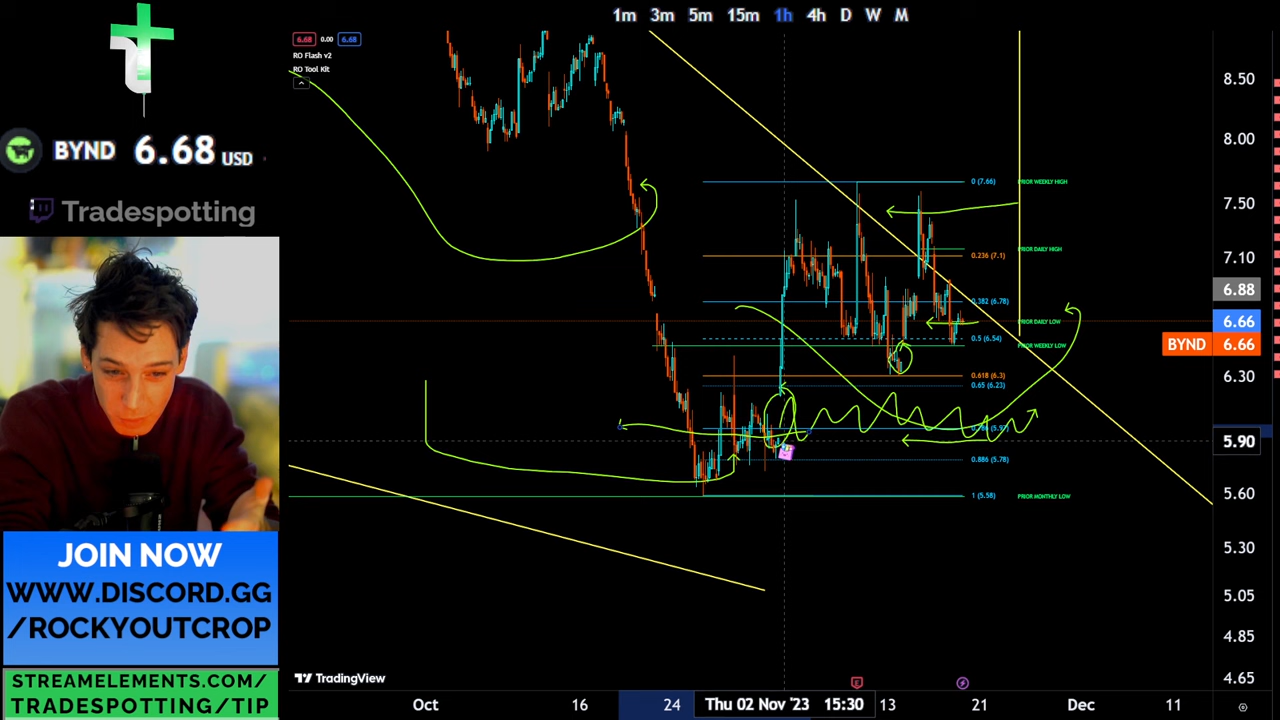 1m 3m 5m 15m 1h 4h D W M
6.68 0.00 6.68
RO Flash v2
RO Tool Kit
BYND 6.68 USD
Tradespotting
JOIN NOW
WWW.DISCORD.GG
/ROCKYOUTCROP
STREAMELEMENTS.COM/
TRADESPOTTING/TIP
0 (7.66) PRIOR WEEKLY HIGH
PRIOR DAILY HIGH
0.236 (7.1)
0.382 (6.78)
PRIOR DAILY LOW
0.5 (6.54)
PRIOR WEEKLY LOW
0.618 (6.3)
0.65 (6.23)
0.886 (5.78)
1 (5.58) PRIOR MONTHLY LOW
8.50
8.00
7.50
7.10
6.88
6.66
BYND 6.66
6.30
5.90
5.60
5.30
5.05
4.85
4.65
TradingView
E
Oct 16 24 Thu 02 Nov '23 15:30 13 21 Dec 11